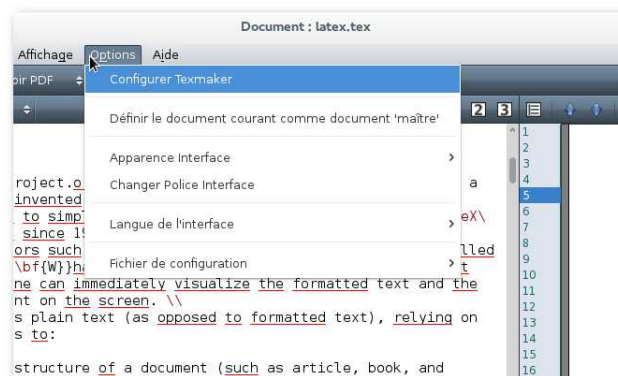 Document : latex.tex
Affichage Options Aide
oir PDF
Configurer Texmaker
2 3
Définir le document courant comme document 'maître'
Apparence Interface
Changer Police Interface
Langue de l'interface
Fichier de configuration
roject.o a
invented
to simp eX\
since 19
ors such lled
\bf{W}}ha t
ne can immediately visualize the formatted text and the
nt on the screen. \\
s plain text (as opposed to formatted text), relying on
s to:
structure of a document (such as article, book, and
1
2
3
4
5
6
7
8
9
10
11
12
13
14
15
16